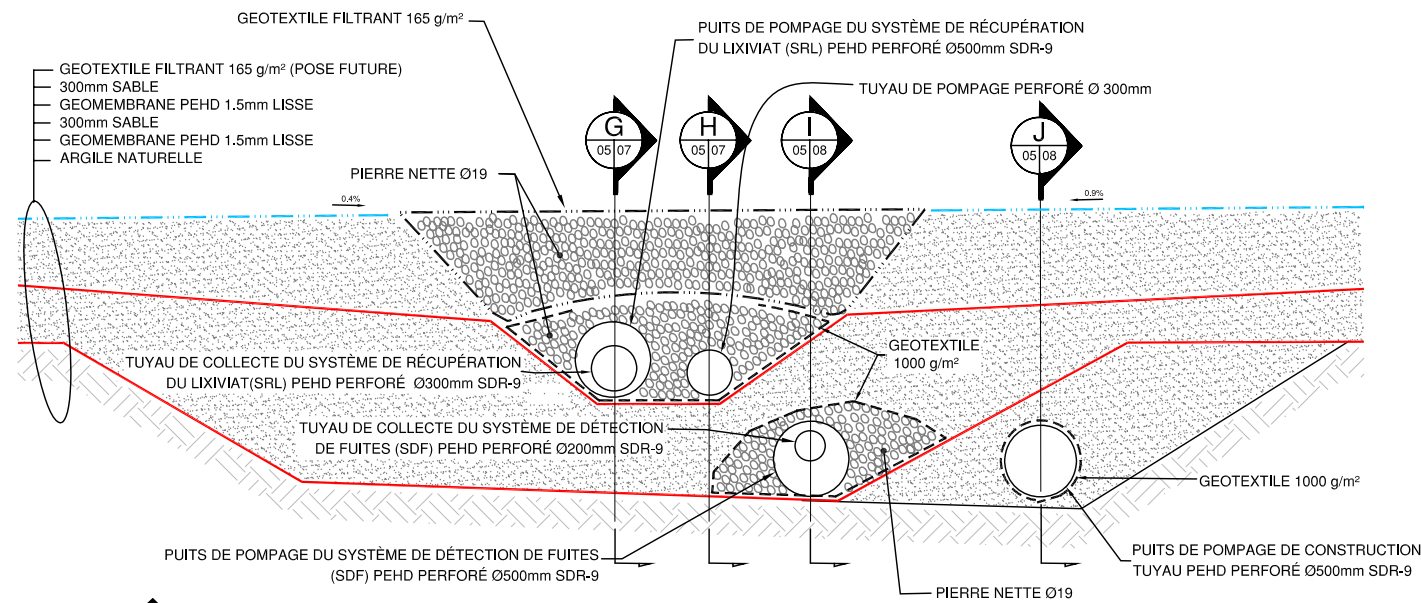 GEOTEXTILE FILTRANT 165 g/m²
PUITS DE POMPAGE DU SYSTÈME DE RÉCUPÉRATION
DU LIXIVIAT (SRL) PEHD PERFORÉ Ø500mm SDR-9
GEOTEXTILE FILTRANT 165 g/m² (POSE FUTURE)
300mm SABLE
GEOMEMBRANE PEHD 1.5mm LISSE
300mm SABLE
GEOMEMBRANE PEHD 1.5mm LISSE
ARGILE NATURELLE
TUYAU DE POMPAGE PERFORÉ Ø 300mm
G
05 07
H
05 07
I
05 08
J
05 08
PIERRE NETTE Ø19
0.4%
0.9%
GEOTEXTILE
1000 g/m²
TUYAU DE COLLECTE DU SYSTÈME DE RÉCUPÉRATION
DU LIXIVIAT(SRL) PEHD PERFORÉ Ø300mm SDR-9
TUYAU DE COLLECTE DU SYSTÈME DE DÉTECTION
DE FUITES (SDF) PEHD PERFORÉ Ø200mm SDR-9
GEOTEXTILE 1000 g/m²
PUITS DE POMPAGE DU SYSTÈME DE DÉTECTION DE FUITES
(SDF) PEHD PERFORÉ Ø500mm SDR-9
PUITS DE POMPAGE DE CONSTRUCTION
TUYAU PEHD PERFORÉ Ø500mm SDR-9
PIERRE NETTE Ø19